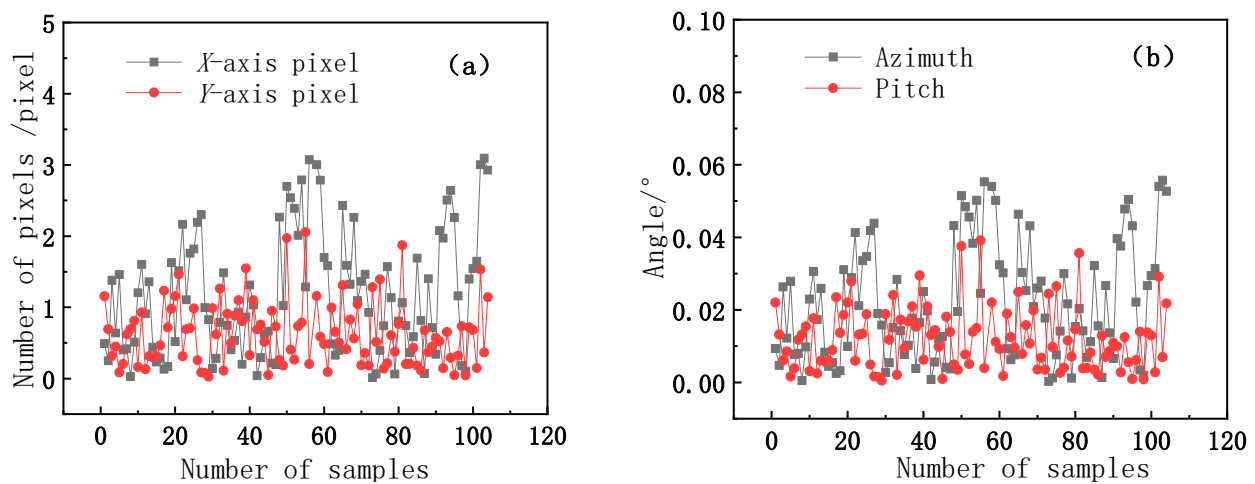 5
4
3
2
1
0
Number of pixels /pixel
X-axis pixel
Y-axis pixel
(a)
0 20 40 60 80 100 120
Number of samples
0.10
0.08
0.06
0.04
0.02
0.00
Angle/°
Azimuth
Pitch
(b)
0 20 40 60 80 100 120
Number of samples